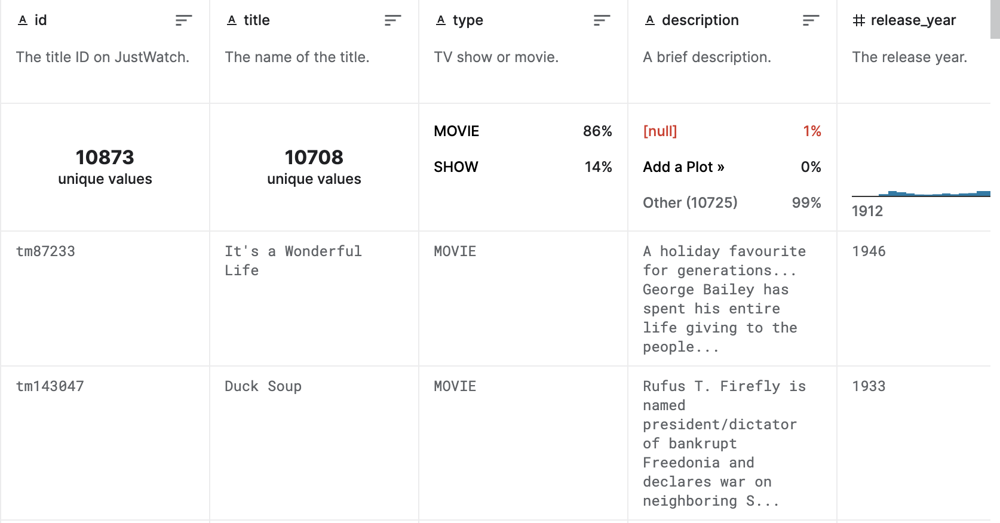 A id
A title
A type
A description
# release_year
The title ID on JustWatch.
The name of the title.
TV show or movie.
A brief description.
The release year.
10873
unique values
10708
unique values
MOVIE 86%
SHOW 14%
[null] 1%
Add a Plot » 0%
Other (10725) 99%
1912
tm87233
It's a Wonderful
Life
MOVIE
A holiday favourite
for generations...
George Bailey has
spent his entire
life giving to the
people...
1946
tm143047
Duck Soup
MOVIE
Rufus T. Firefly is
named
president/dictator
of bankrupt
Freedonia and
declares war on
neighboring S...
1933